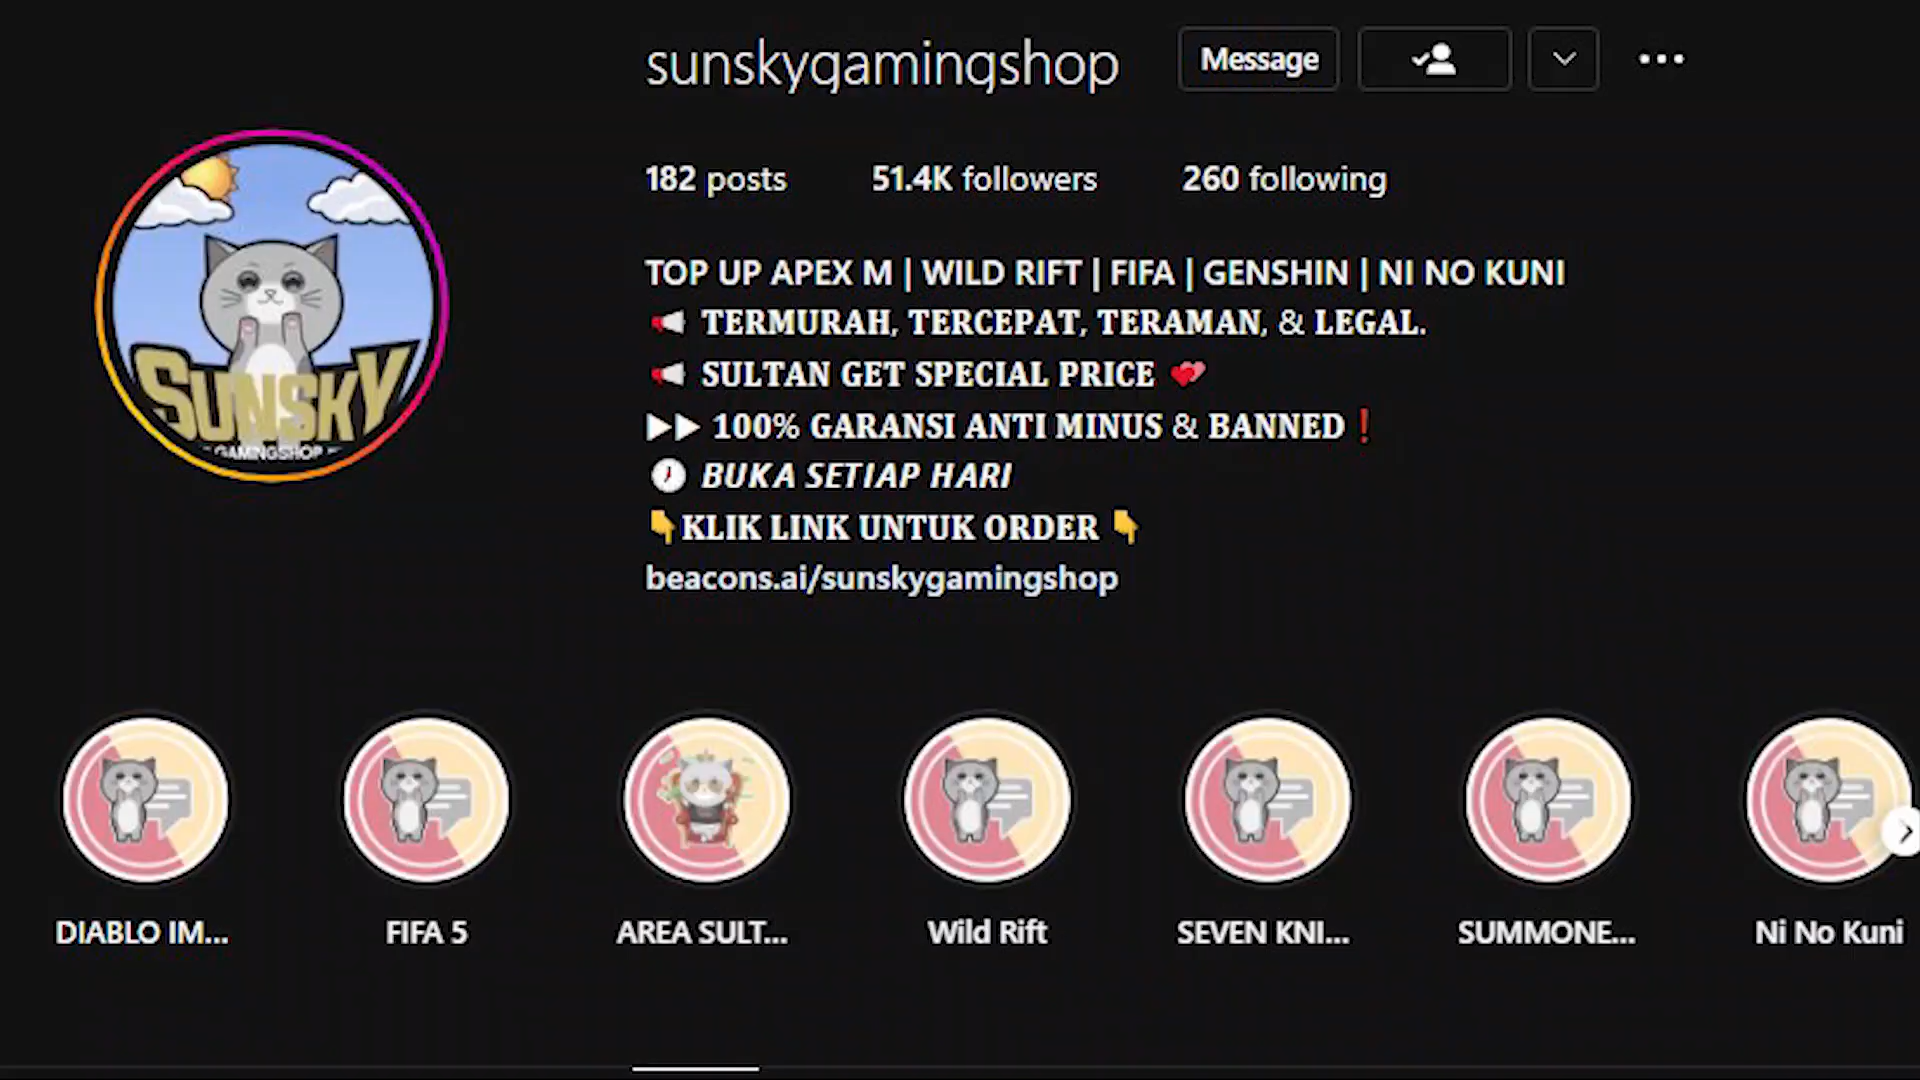 sunskygamingshop
Message
182 posts 51.4K followers 260 following
TOP UP APEX M | WILD RIFT | FIFA | GENSHIN | NI NO KUNI
TERMURAH, TERCEPAT, TERAMAN, & LEGAL.
SULTAN GET SPECIAL PRICE
100% GARANSI ANTI MINUS & BANNED❗
BUKA SETIAP HARI
KLIK LINK UNTUK ORDER
beacons.ai/sunskygamingshop
SUNSKY
GAMINGSHOP
DIABLO IM... FIFA 5 AREA SULT... Wild Rift SEVEN KNI... SUMMONE... Ni No Kuni